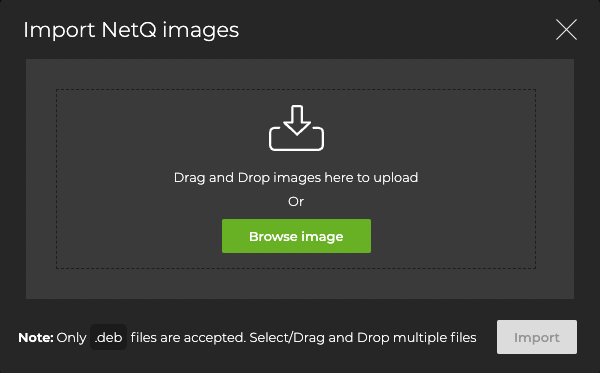 Import NetQ images
Drag and Drop images here to upload
Or
Browse image
Note: Only .deb files are accepted. Select/Drag and Drop multiple files
Import